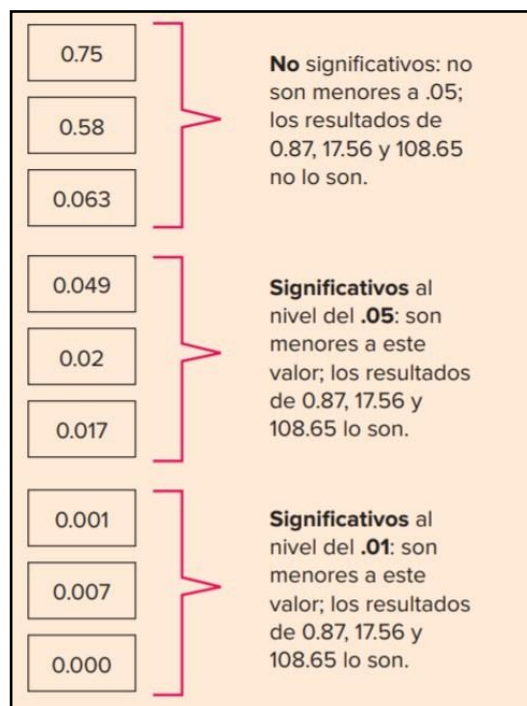 0.75
0.58
0.063
No significativos: no
son menores a .05;
los resultados de
0.87, 17.56 y 108.65
no lo son.
0.049
0.02
0.017
Significativos al
nivel del .05: son
menores a este
valor; los resultados
de 0.87, 17.56 y
108.65 lo son.
0.001
0.007
0.000
Significativos al
nivel del .01: son
menores a este
valor; los resultados
de 0.87, 17.56 y
108.65 lo son.